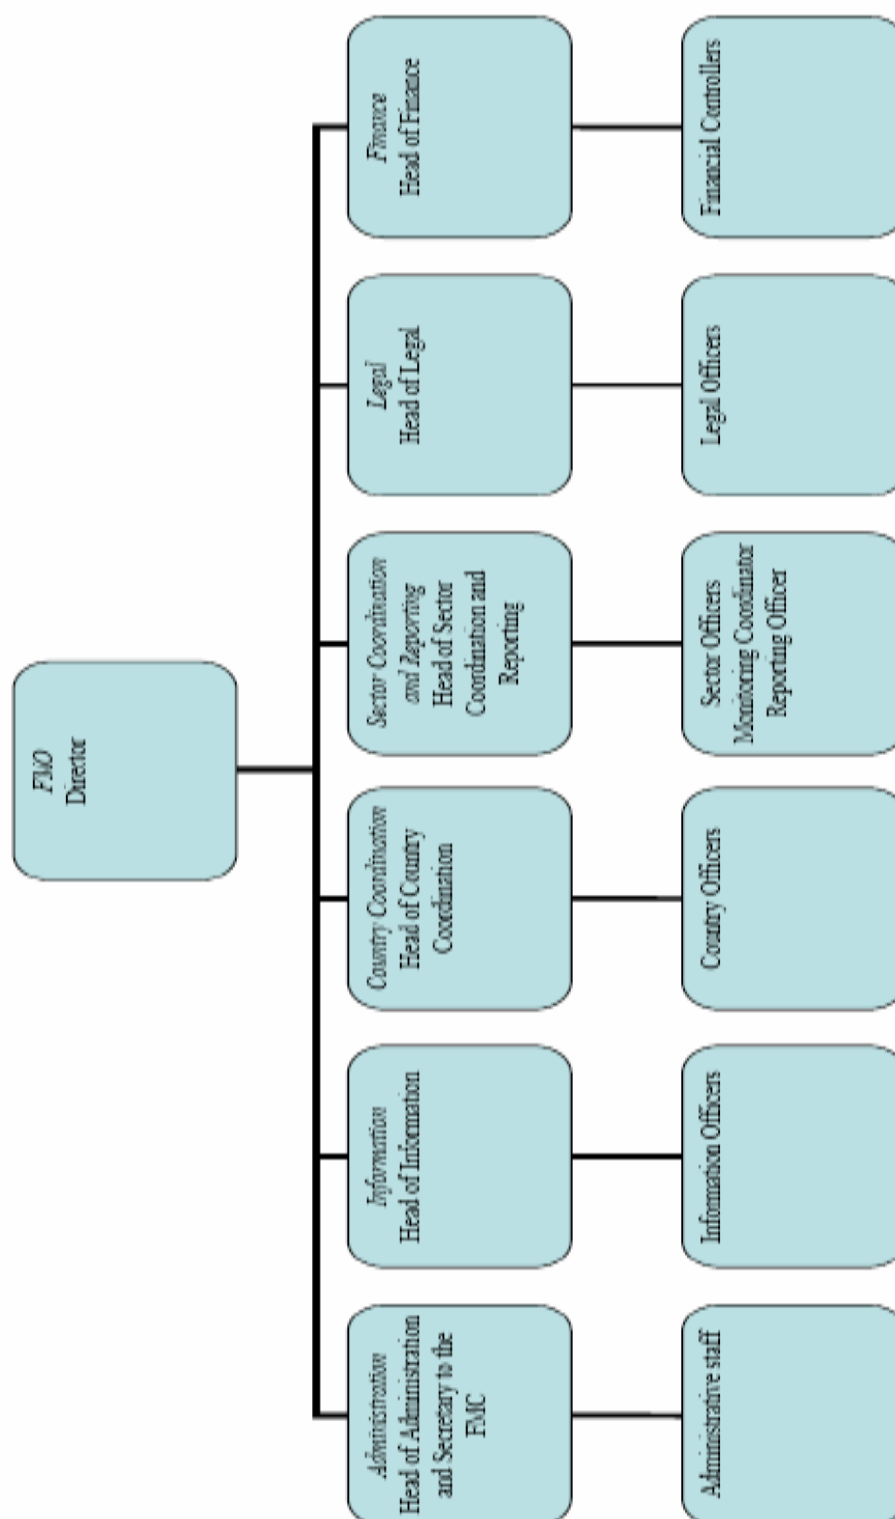 FMO
Director
Administration
Head of Administration
and Secretary to the
FMC
Information
Head of Information
Country Coordination
Head of Country
Coordination
Sector Coordination
and Reporting
Head of Sector
Coordination and
Reporting
Legal
Head of Legal
Finance
Head of Finance
Administrative staff
Information Officers
Country Officers
Sector Officers
Monitoring Coordinator
Reporting Officer
Legal Officers
Financial Controllers